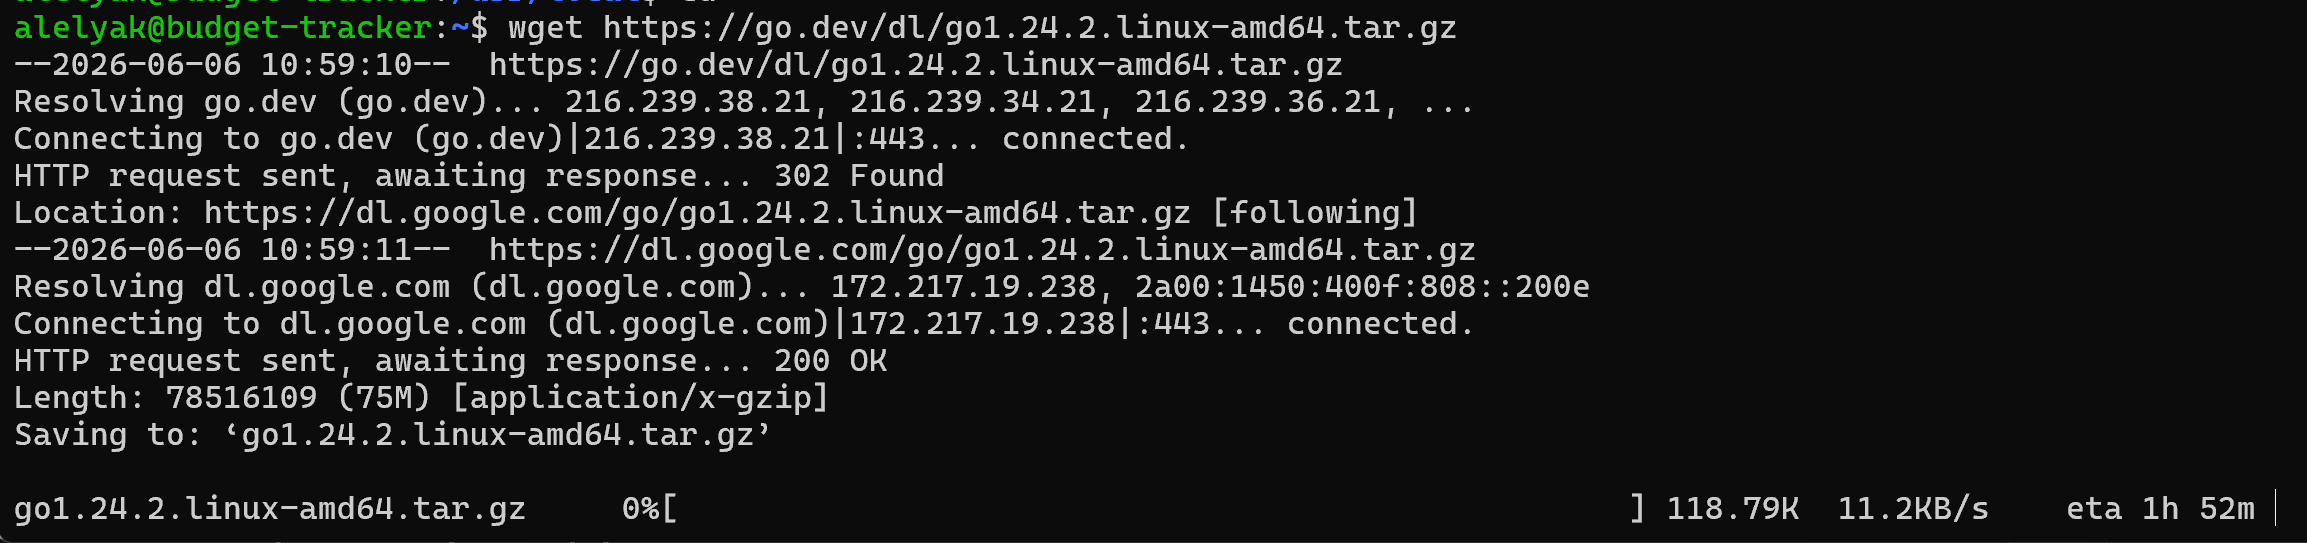 alelyak@budget-tracker:~$ wget https://go.dev/dl/go1.24.2.linux-amd64.tar.gz
--2026-06-06 10:59:10--  https://go.dev/dl/go1.24.2.linux-amd64.tar.gz
Resolving go.dev (go.dev)... 216.239.38.21, 216.239.34.21, 216.239.36.21, ...
Connecting to go.dev (go.dev)|216.239.38.21|:443... connected.
HTTP request sent, awaiting response... 302 Found
Location: https://dl.google.com/go/go1.24.2.linux-amd64.tar.gz [following]
--2026-06-06 10:59:11--  https://dl.google.com/go/go1.24.2.linux-amd64.tar.gz
Resolving dl.google.com (dl.google.com)... 172.217.19.238, 2a00:1450:400f:808::200e
Connecting to dl.google.com (dl.google.com)|172.217.19.238|:443... connected.
HTTP request sent, awaiting response... 200 OK
Length: 78516109 (75M) [application/x-gzip]
Saving to: ‘go1.24.2.linux-amd64.tar.gz’
go1.24.2.linux-amd64.tar.gz     0%[                                                  ] 118.79K  11.2KB/s    eta 1h 52m